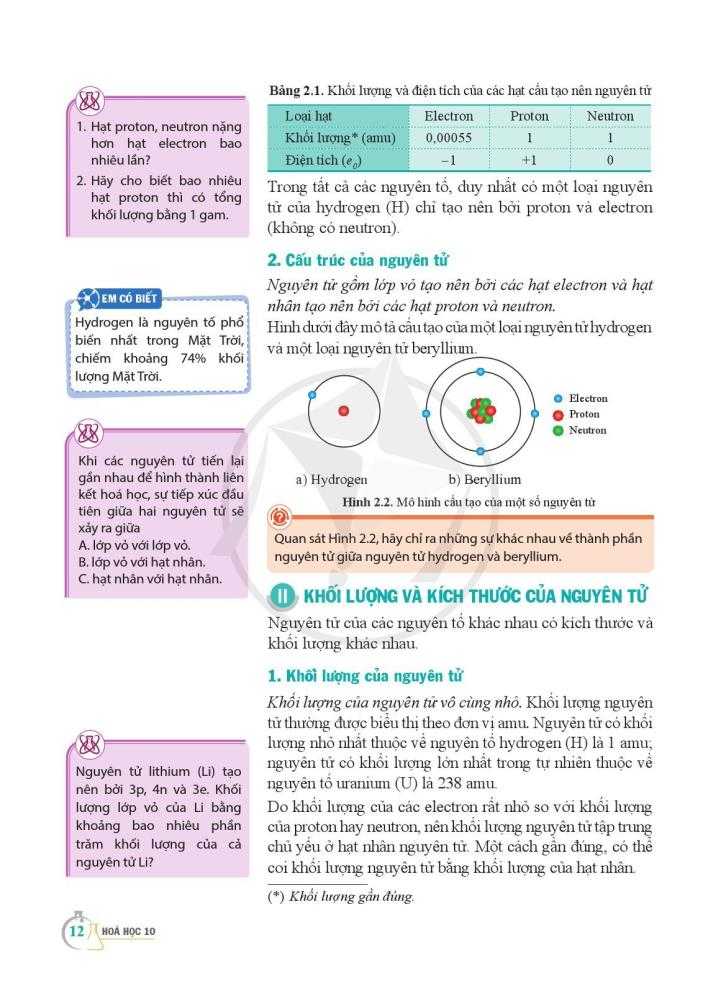 1. Hạt proton, neutron nặng
hơn hạt electron bao
nhiêu lần?
2. Hãy cho biết bao nhiêu
hạt proton thì có tổng
khối lượng bằng 1 gam.
Bảng 2.1. Khối lượng và điện tích của các hạt cấu tạo nên nguyên tử
Loại hạt Electron Proton Neutron
Khối lượng* (amu) 0,00055 1 1
Điện tích (e₀) –1 +1 0
Trong tất cả các nguyên tố, duy nhất có một loại nguyên
tử của hydrogen (H) chỉ tạo nên bởi proton và electron
(không có neutron).
2. Cấu trúc của nguyên tử
Nguyên tử gồm lớp vỏ tạo nên bởi các hạt electron và hạt
nhân tạo nên bởi các hạt proton và neutron.
Hình dưới đây mô tả cấu tạo của một loại nguyên tử hydrogen
và một loại nguyên tử beryllium.
EM CÓ BIẾT
Hydrogen là nguyên tố phổ
biến nhất trong Mặt Trời,
chiếm khoảng 74% khối
lượng Mặt Trời.
Electron
Proton
Neutron
a) Hydrogen b) Beryllium
Hình 2.2. Mô hình cấu tạo của một số nguyên tử
Khi các nguyên tử tiến lại
gần nhau để hình thành liên
kết hoá học, sự tiếp xúc đầu
tiên giữa hai nguyên tử sẽ
xảy ra giữa
A. lớp vỏ với lớp vỏ.
B. lớp vỏ với hạt nhân.
C. hạt nhân với hạt nhân.
?
Quan sát Hình 2.2, hãy chỉ ra những sự khác nhau về thành phần
nguyên tử giữa nguyên tử hydrogen và beryllium.
II KHỐI LƯỢNG VÀ KÍCH THƯỚC CỦA NGUYÊN TỬ
Nguyên tử của các nguyên tố khác nhau có kích thước và
khối lượng khác nhau.
1. Khối lượng của nguyên tử
Khối lượng của nguyên tử vô cùng nhỏ. Khối lượng nguyên
tử thường được biểu thị theo đơn vị amu. Nguyên tử có khối
lượng nhỏ nhất thuộc về nguyên tố hydrogen (H) là 1 amu;
nguyên tử có khối lượng lớn nhất trong tự nhiên thuộc về
nguyên tố uranium (U) là 238 amu.
Do khối lượng của các electron rất nhỏ so với khối lượng
của proton hay neutron, nên khối lượng nguyên tử tập trung
chủ yếu ở hạt nhân nguyên tử. Một cách gần đúng, có thể
coi khối lượng nguyên tử bằng khối lượng của hạt nhân.
Nguyên tử lithium (Li) tạo
nên bởi 3p, 4n và 3e. Khối
lượng lớp vỏ của Li bằng
khoảng bao nhiêu phần
trăm khối lượng của cả
nguyên tử Li?
(*) Khối lượng gần đúng.
12 HOÁ HỌC 10